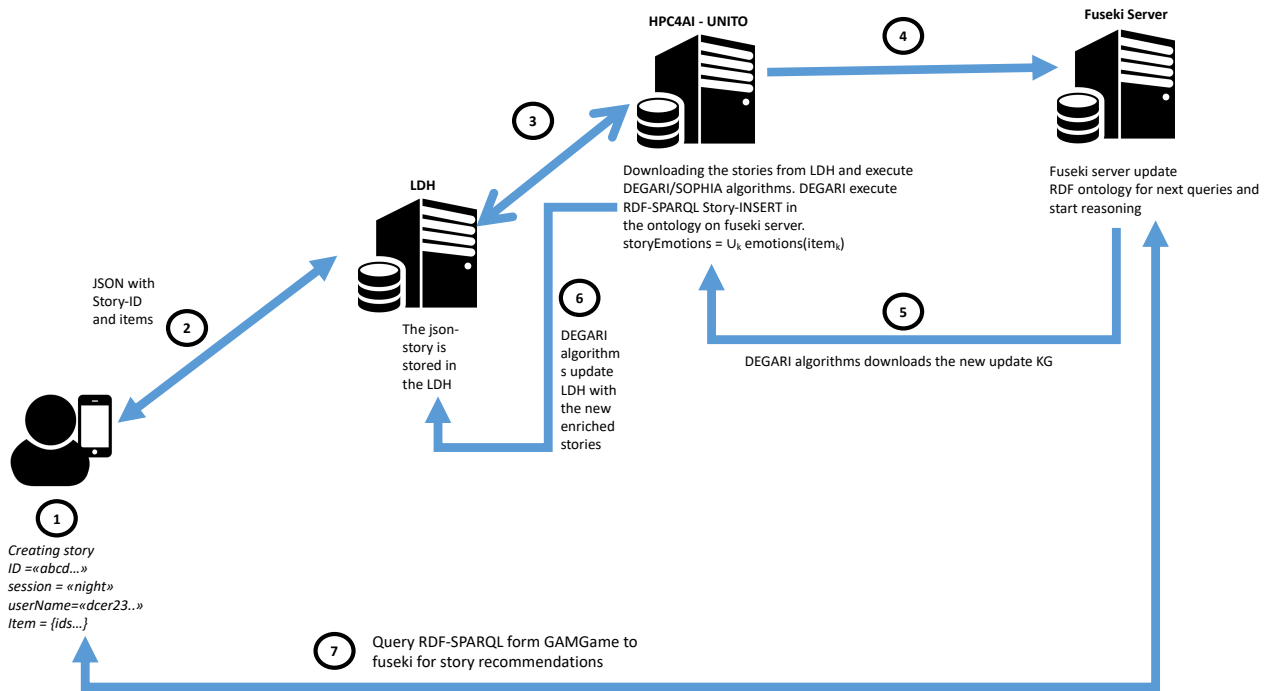 HPC4AI - UNITO
Fuseki Server
4
3
LDH
Downloading the stories from LDH and execute
DEGARI/SOPHIA algorithms. DEGARI execute
RDF-SPARQL Story-INSERT in
the ontology on fuseki server.
storyEmotions = ∪k emotions(itemk)
Fuseki server update
RDF ontology for next queries and
start reasoning
JSON with
Story-ID
and items
2
6
5
The json-
story is
stored in
the LDH
DEGARI
algorithm
s update
LDH with
the new
enriched
stories
DEGARI algorithms downloads the new update KG
1
Creating story
ID =«abcd...»
session = «night»
userName=«dcer23..»
Item = {ids...}
7
Query RDF-SPARQL form GAMGame to
fuseki for story recommendations